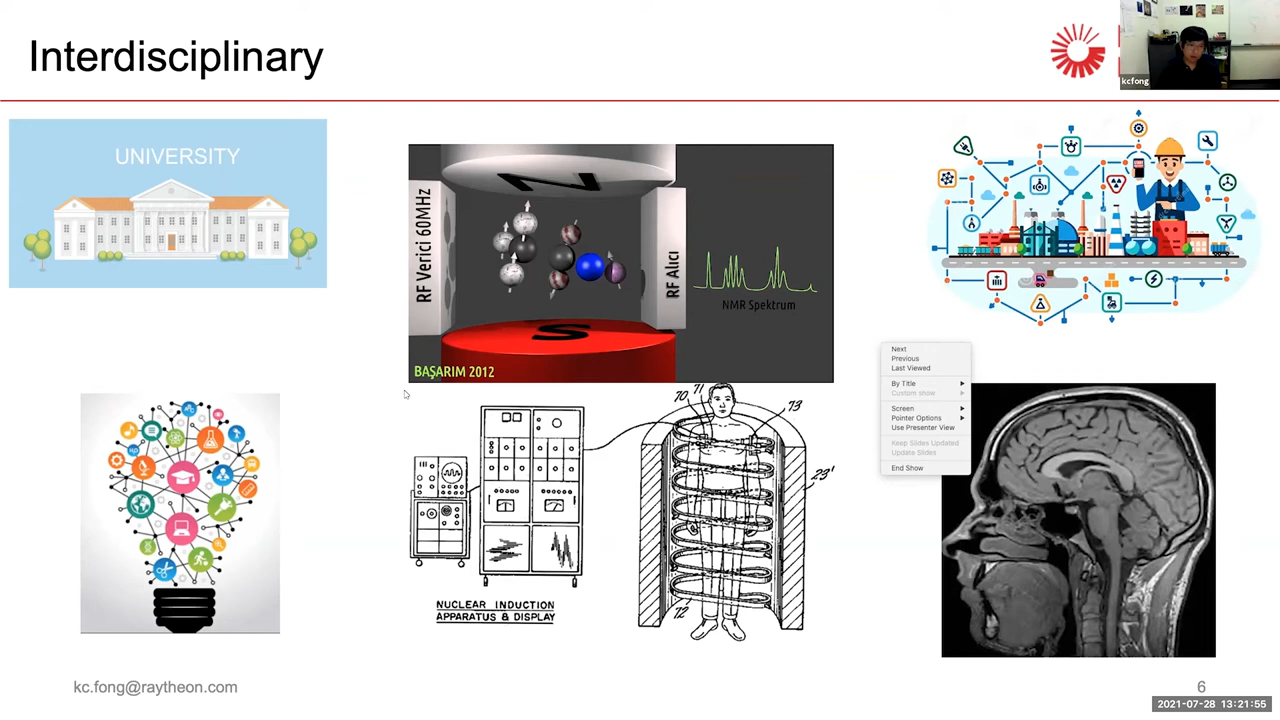 Interdisciplinary
kcfong
UNIVERSITY
RF Verici 60MHz
N
S
RF Alıcı
NMR Spektrum
BAŞARIM 2012
Next
Previous
Last Viewed
By Title
Custom show
Screen
Pointer Options
Use Presenter View
Keep Slides Updated
Update Slides
End Show
70
71
73
23'
72
NUCLEAR INDUCTION
APPARATUS & DISPLAY
kc.fong@raytheon.com
6
2021-07-28 13:21:55